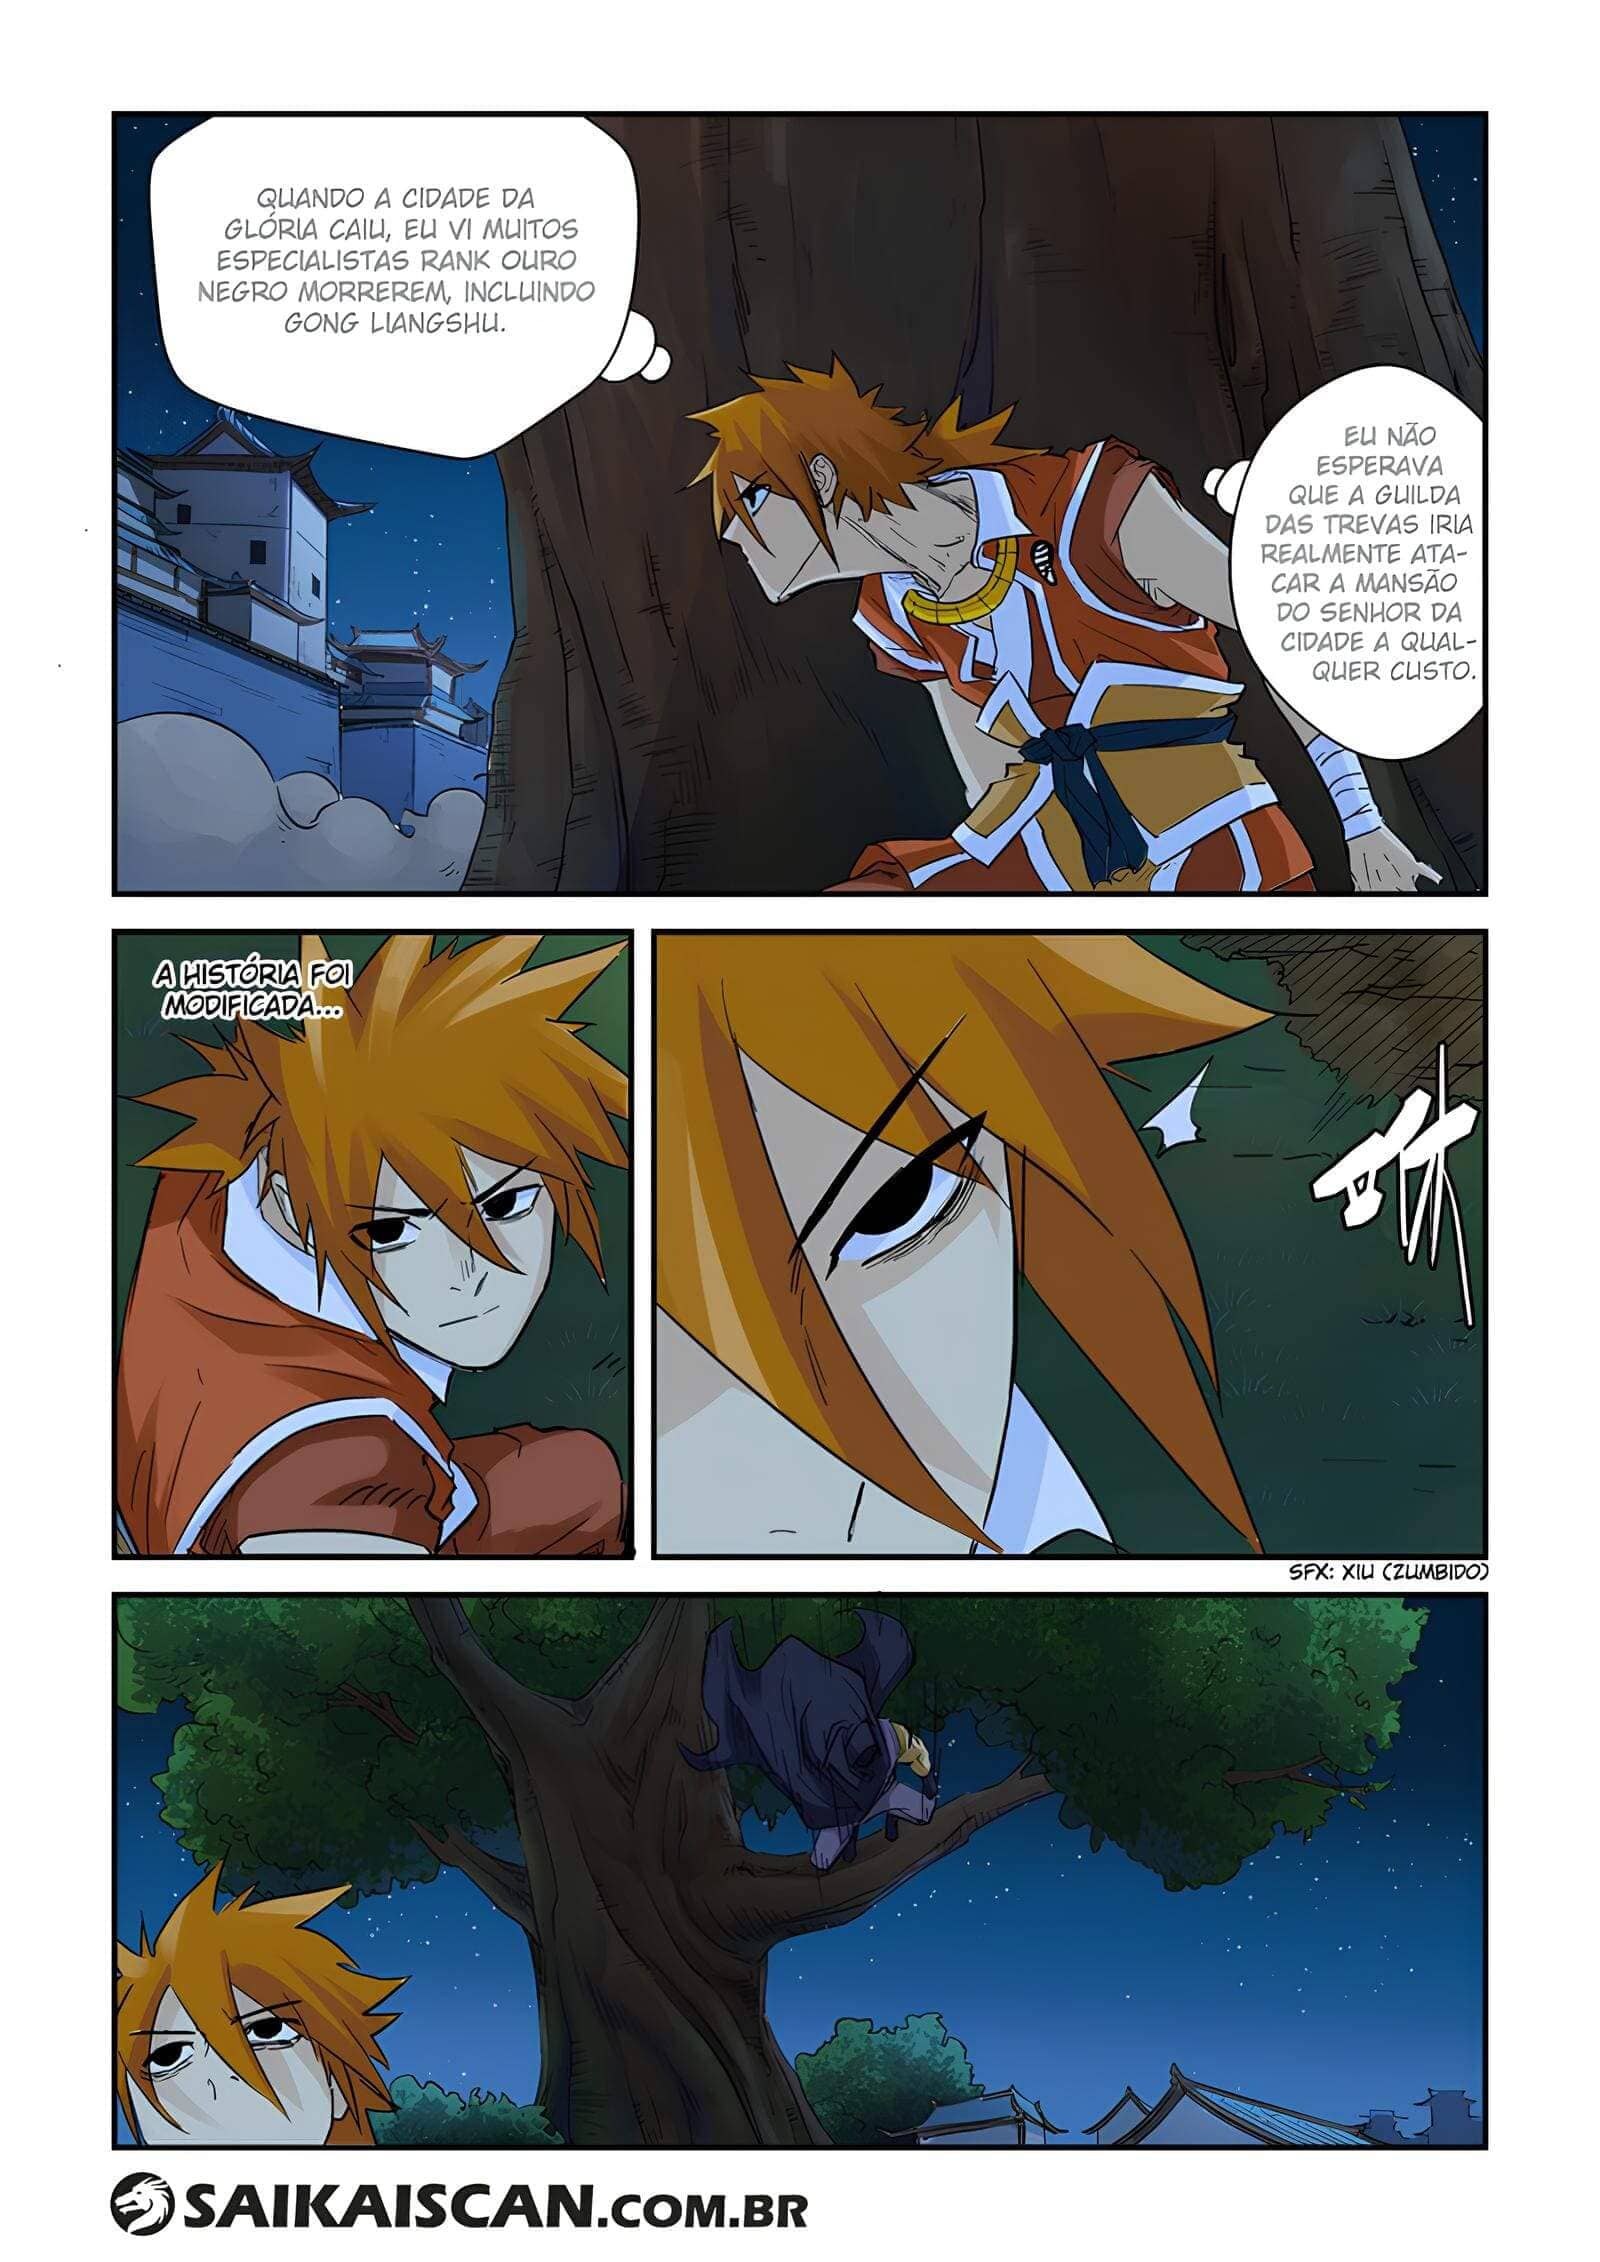 QUANDO A CIDADE DA
GLÓRIA CAIU, EU VI MUITOS
ESPECIALISTAS RANK OURO
NEGRO MORREREM, INCLUINDO
GONG LIANGSHU.
EU NÃO
ESPERAVA
QUE A GUILDA
DAS TREVAS IRIA
REALMENTE ATA-
CAR A MANSÃO
DO SENHOR DA
CIDADE A QUAL-
QUER CUSTO.
A HISTÓRIA FOI
MODIFICADA...
咻
SFX: XIU (ZUMBIDO)
SAIKAISCAN.COM.BR